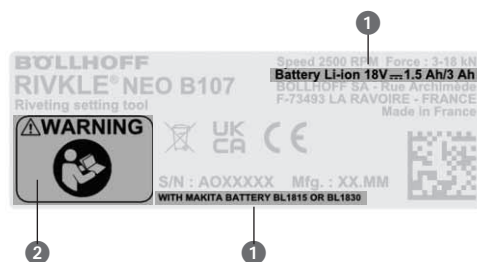 1
BÖLLHOFF
Speed 2500 RPM Force : 3-18 kN
Battery Li-ion 18V⎓1.5 Ah/3 Ah
RIVKLE® NEO B107
BÖLLHOFF SA - Rue Archimède
F-73493 LA RAVOIRE - FRANCE
Riveting setting tool
Made in France
WARNING
UK
CA
CE
S/N : AOXXXXX Mfg. : XX.MM
WITH MAKITA BATTERY BL1815 OR BL1830
2
1